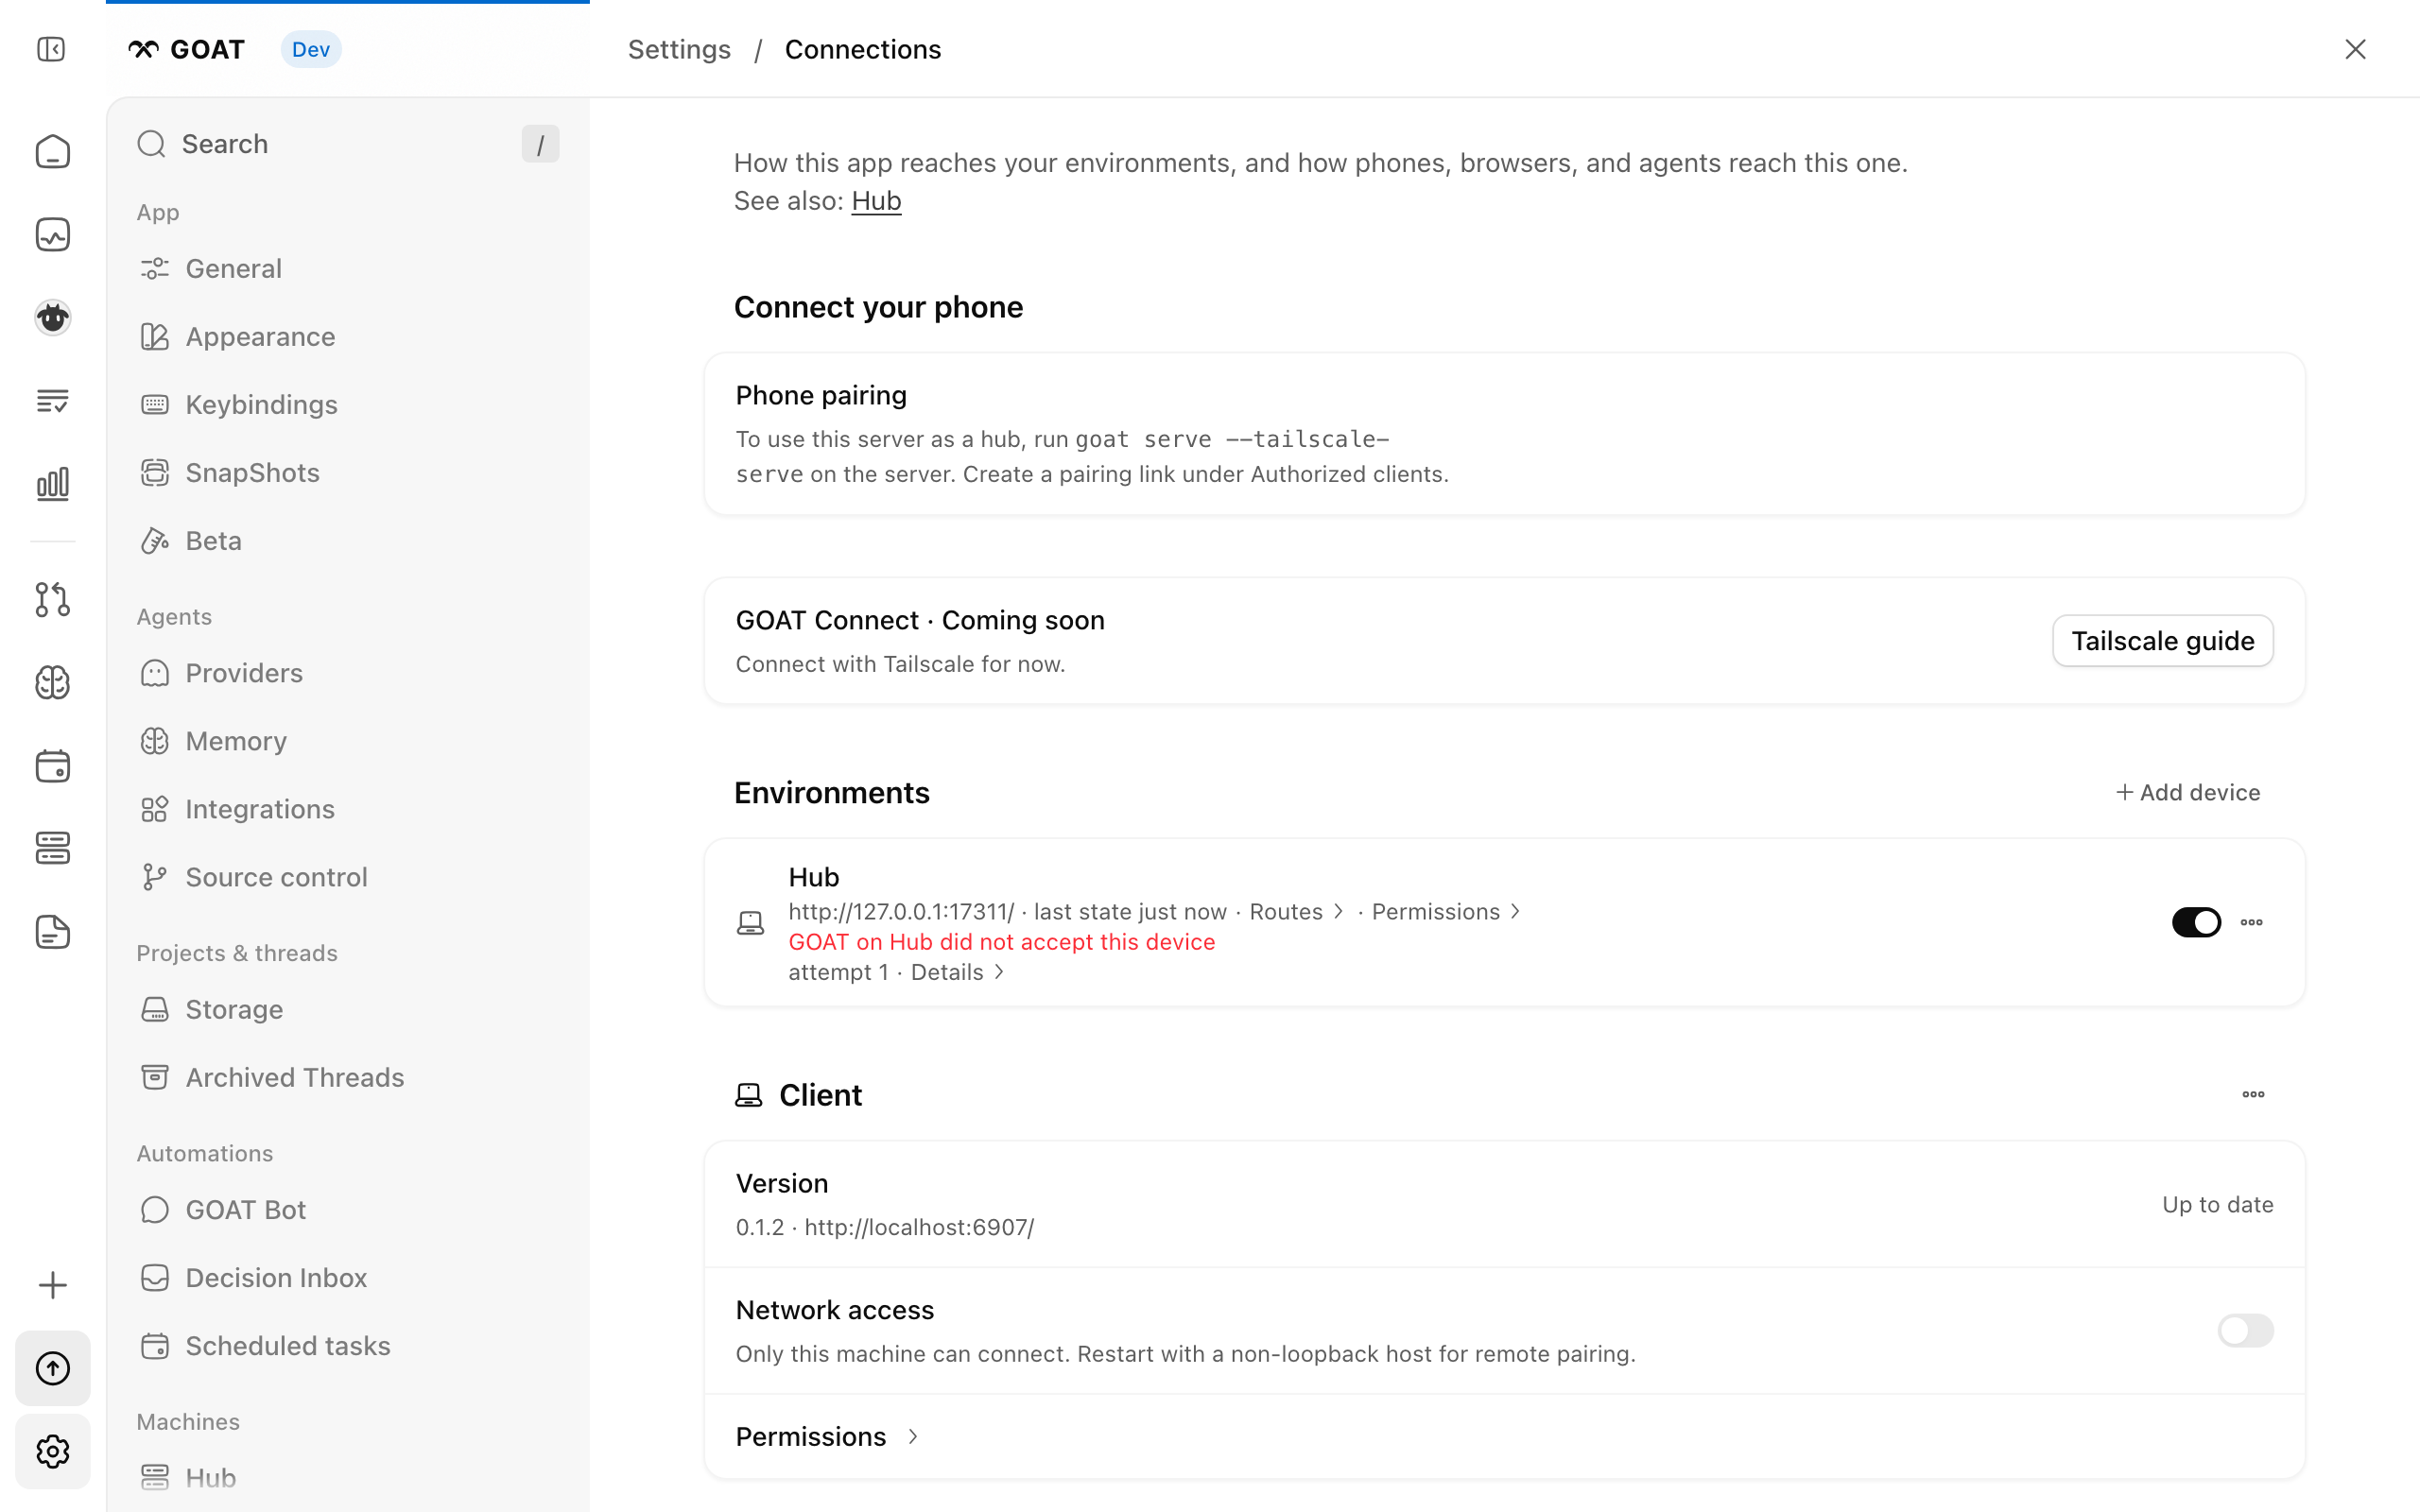 GOAT Dev
Settings / Connections
Search /
App
General
Appearance
Keybindings
SnapShots
Beta
Agents
Providers
Memory
Integrations
Source control
Projects & threads
Storage
Archived Threads
Automations
GOAT Bot
Decision Inbox
Scheduled tasks
Machines
Hub
How this app reaches your environments, and how phones, browsers, and agents reach this one.
See also: Hub
Connect your phone
Phone pairing
To use this server as a hub, run goat serve --tailscale-
serve on the server. Create a pairing link under Authorized clients.
GOAT Connect · Coming soon
Connect with Tailscale for now.
Tailscale guide
Environments
+ Add device
Hub
http://127.0.0.1:17311/ · last state just now · Routes > · Permissions >
GOAT on Hub did not accept this device
attempt 1 · Details >
Client
Version
0.1.2 · http://localhost:6907/
Up to date
Network access
Only this machine can connect. Restart with a non-loopback host for remote pairing.
Permissions >